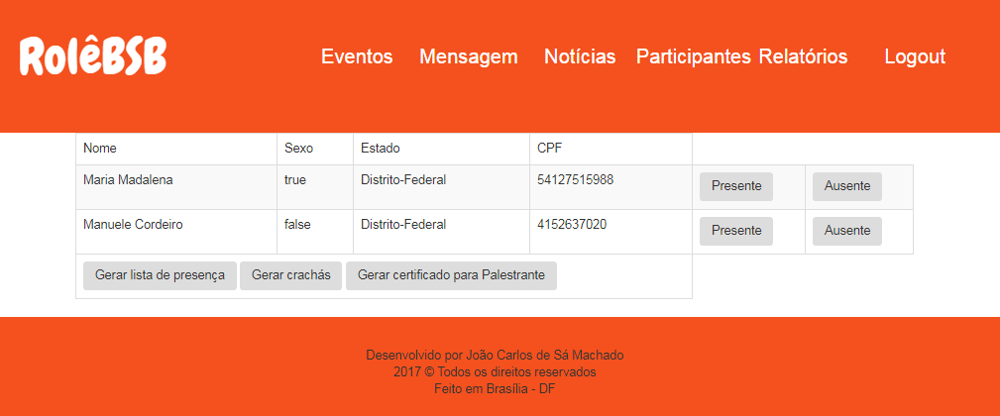 RolêBSB
Eventos Mensagem Notícias Participantes Relatórios Logout
Nome Sexo Estado CPF
Maria Madalena true Distrito-Federal 54127515988 Presente Ausente
Manuele Cordeiro false Distrito-Federal 4152637020 Presente Ausente
Gerar lista de presença Gerar crachás Gerar certificado para Palestrante
Desenvolvido por João Carlos de Sá Machado
2017 © Todos os direitos reservados
Feito em Brasília - DF